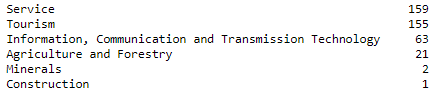 Service 159
Tourism 155
Information, Communication and Transmission Technology 63
Agriculture and Forestry 21
Minerals 2
Construction 1